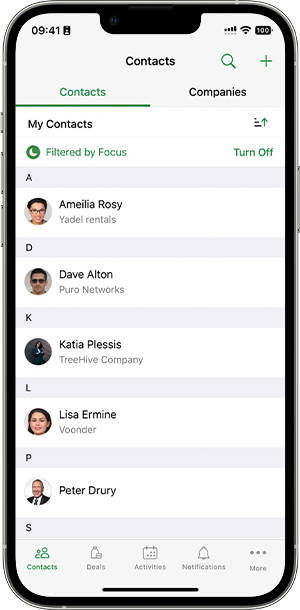 09:41
100
Contacts
Contacts
Companies
My Contacts
Filtered by Focus
Turn Off
A
Ameilia Rosy
Yadel rentals
D
Dave Alton
Puro Networks
K
Katia Plessis
TreeHive Company
L
Lisa Ermine
Voonder
P
Peter Drury
S
Contacts
Deals
Activities
Notifications
More